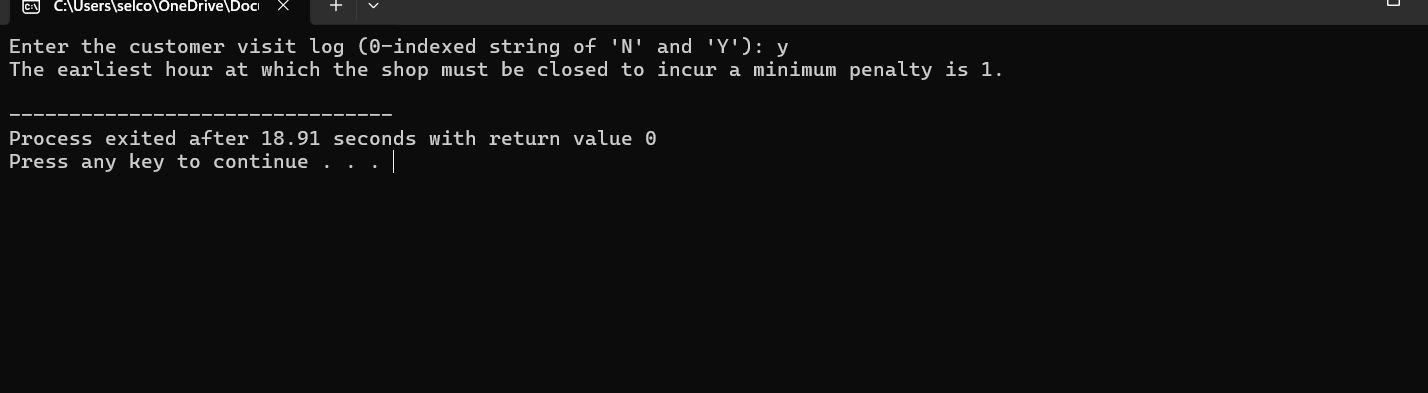 C:\Users\selco\OneDrive\Docu
Enter the customer visit log (0-indexed string of 'N' and 'Y'): y
The earliest hour at which the shop must be closed to incur a minimum penalty is 1.
--------------------------------
Process exited after 18.91 seconds with return value 0
Press any key to continue . . .